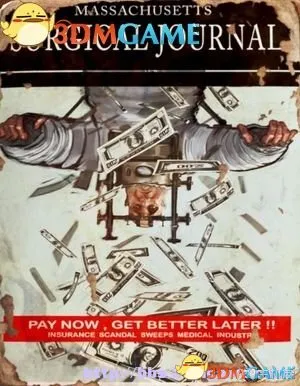 MASSACHUSETTS
SURGICAL JOURNAL
3DMGAME
PAY NOW , GET BETTER LATER !!
INSURANCE SCANDAL SWEEPS MEDICAL INDUSTRY
3DMGAME